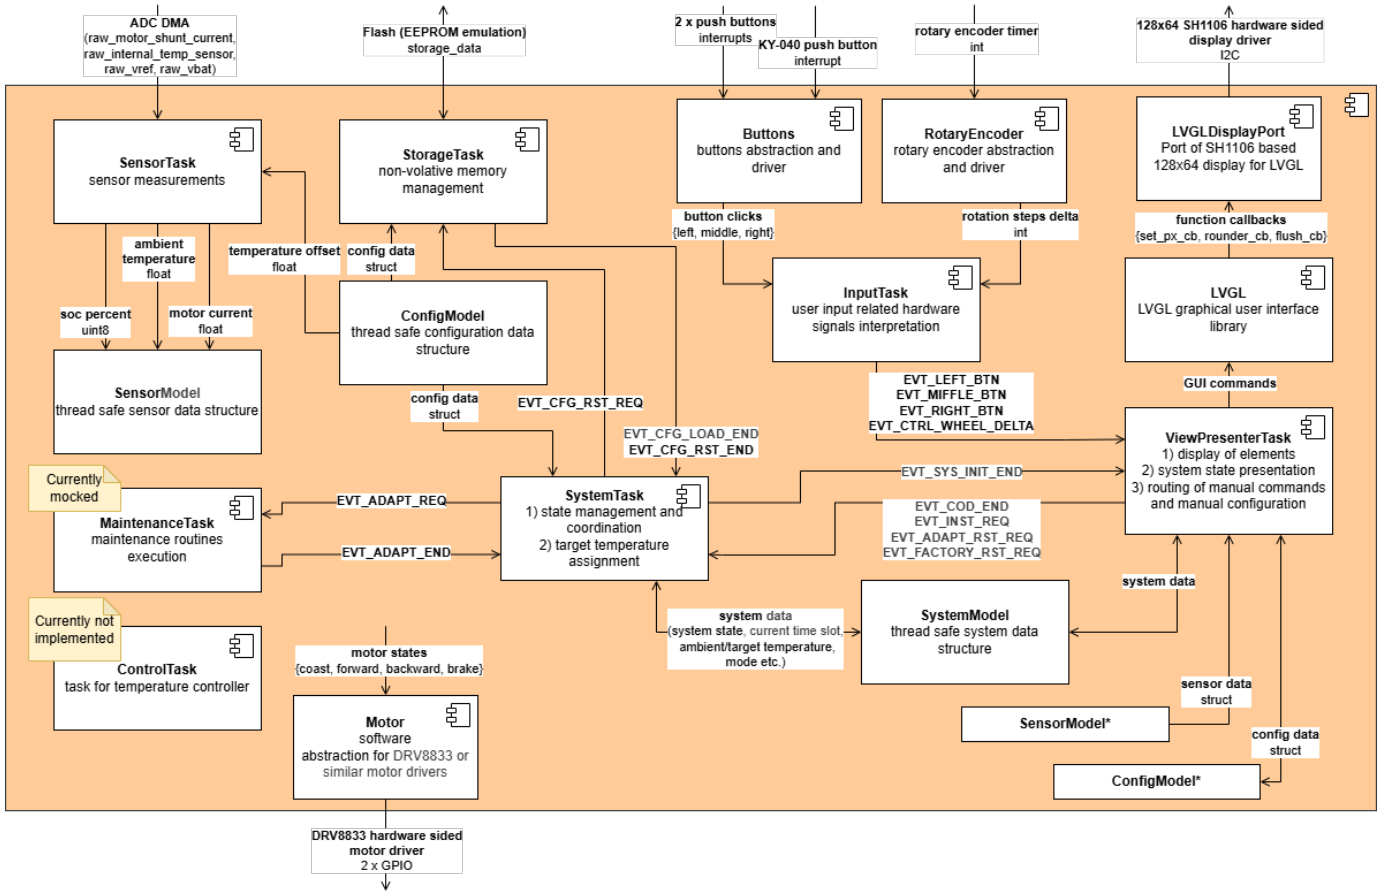 ADC DMA
(raw_motor_shunt_current,
raw_internal_temp_sensor,
raw_vref, raw_vbat)
Flash (EEPROM emulation)
storage_data
2 x push buttons
interrupts
KY-040 push button
interrupt
rotary encoder timer
int
128x64 SH1106 hardware sided
display driver
I2C
SensorTask
sensor measurements
StorageTask
non-volative memory
management
Buttons
buttons abstraction and
driver
RotaryEncoder
rotary encoder abstraction
and driver
LVGLDisplayPort
Port of SH1106 based
128x64 display for LVGL
button clicks
{left, middle, right}
rotation steps delta
int
function callbacks
{set_px_cb, rounder_cb, flush_cb}
ambient
temperature
float
temperature offset
float
config data
struct
soc percent
uint8
motor current
float
ConfigModel
thread safe configuration data
structure
InputTask
user input related hardware
signals interpretation
LVGL
LVGL graphical user interface
library
SensorModel
thread safe sensor data structure
config data
struct
EVT_CFG_RST_REQ
EVT_CFG_LOAD_END
EVT_CFG_RST_END
EVT_LEFT_BTN
EVT_MIFFLE_BTN
EVT_RIGHT_BTN
EVT_CTRL_WHEEL_DELTA
GUI commands
ViewPresenterTask
1) display of elements
2) system state presentation
3) routing of manual commands
and manual configuration
Currently
mocked
MaintenanceTask
maintenance routines
execution
EVT_ADAPT_REQ
EVT_ADAPT_END
SystemTask
1) state management and
coordination
2) target temperature
assignment
EVT_SYS_INIT_END
EVT_COD_END
EVT_INST_REQ
EVT_ADAPT_RST_REQ
EVT_FACTORY_RST_REQ
system data
Currently not
implemented
ControlTask
task for temperature controller
motor states
{coast, forward, backward, brake}
system data
(system state, current time slot,
ambient/target temperature,
mode etc.)
SystemModel
thread safe system data
structure
sensor data
struct
Motor
software
abstraction for DRV8833 or
similar motor drivers
SensorModel*
config data
struct
ConfigModel*
DRV8833 hardware sided
motor driver
2 x GPIO